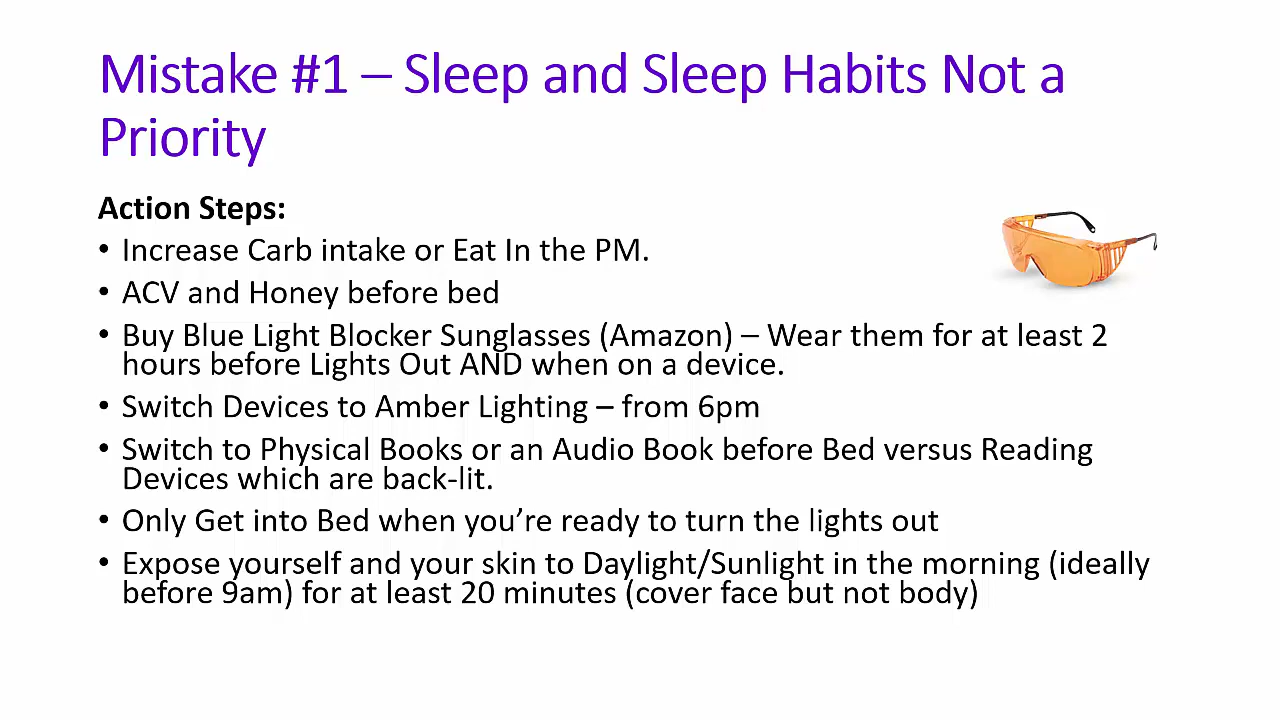 Mistake #1 – Sleep and Sleep Habits Not a
Priority
Action Steps:
• Increase Carb intake or Eat In the PM.
• ACV and Honey before bed
• Buy Blue Light Blocker Sunglasses (Amazon) – Wear them for at least 2
hours before Lights Out AND when on a device.
• Switch Devices to Amber Lighting – from 6pm
• Switch to Physical Books or an Audio Book before Bed versus Reading
Devices which are back-lit.
• Only Get into Bed when you’re ready to turn the lights out
• Expose yourself and your skin to Daylight/Sunlight in the morning (ideally
before 9am) for at least 20 minutes (cover face but not body)